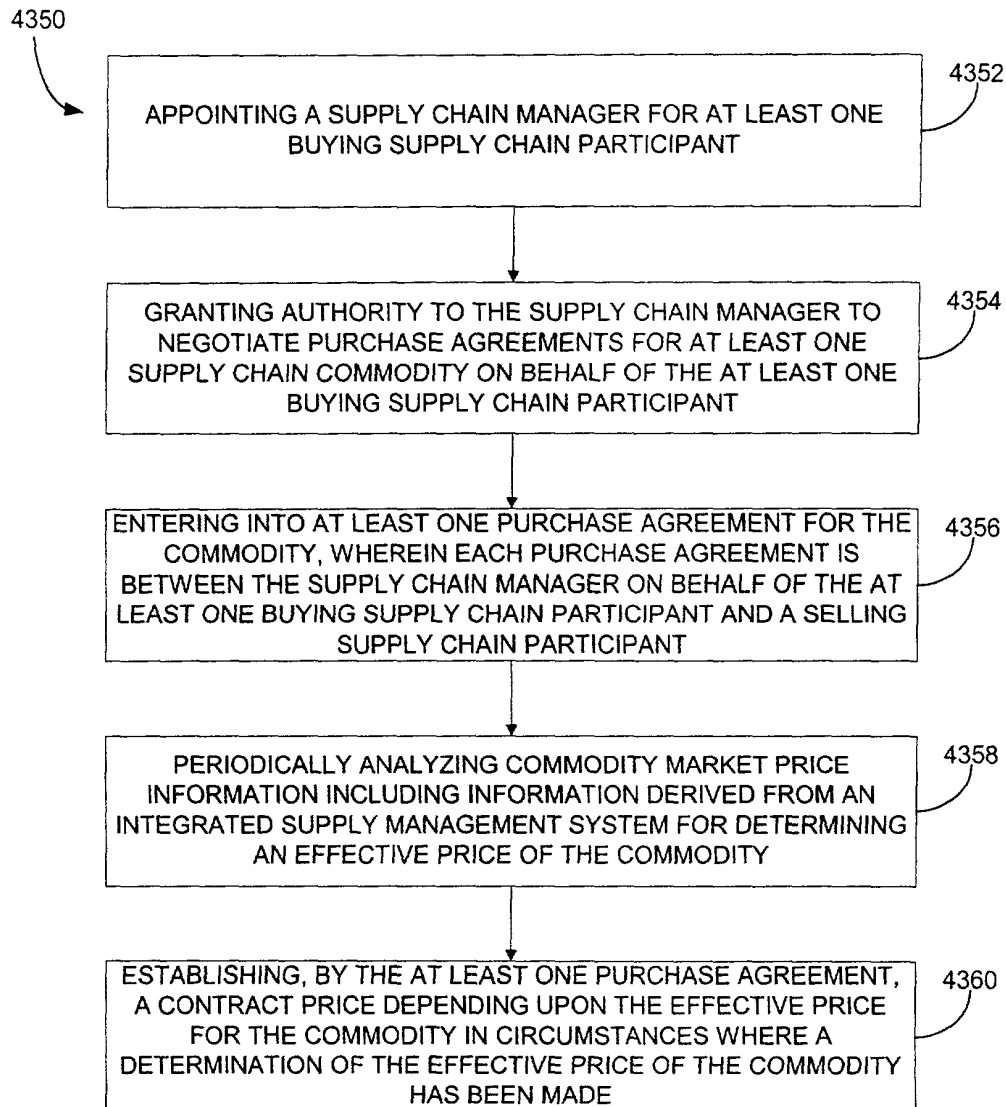 4350
4352
APPOINTING A SUPPLY CHAIN MANAGER FOR AT LEAST ONE
BUYING SUPPLY CHAIN PARTICIPANT
4354
GRANTING AUTHORITY TO THE SUPPLY CHAIN MANAGER TO
NEGOTIATE PURCHASE AGREEMENTS FOR AT LEAST ONE
SUPPLY CHAIN COMMODITY ON BEHALF OF THE AT LEAST ONE
BUYING SUPPLY CHAIN PARTICIPANT
4356
ENTERING INTO AT LEAST ONE PURCHASE AGREEMENT FOR THE
COMMODITY, WHEREIN EACH PURCHASE AGREEMENT IS
BETWEEN THE SUPPLY CHAIN MANAGER ON BEHALF OF THE AT
LEAST ONE BUYING SUPPLY CHAIN PARTICIPANT AND A SELLING
SUPPLY CHAIN PARTICIPANT
4358
PERIODICALLY ANALYZING COMMODITY MARKET PRICE
INFORMATION INCLUDING INFORMATION DERIVED FROM AN
INTEGRATED SUPPLY MANAGEMENT SYSTEM FOR DETERMINING
AN EFFECTIVE PRICE OF THE COMMODITY
4360
ESTABLISHING, BY THE AT LEAST ONE PURCHASE AGREEMENT,
A CONTRACT PRICE DEPENDING UPON THE EFFECTIVE PRICE
FOR THE COMMODITY IN CIRCUMSTANCES WHERE A
DETERMINATION OF THE EFFECTIVE PRICE OF THE COMMODITY
HAS BEEN MADE